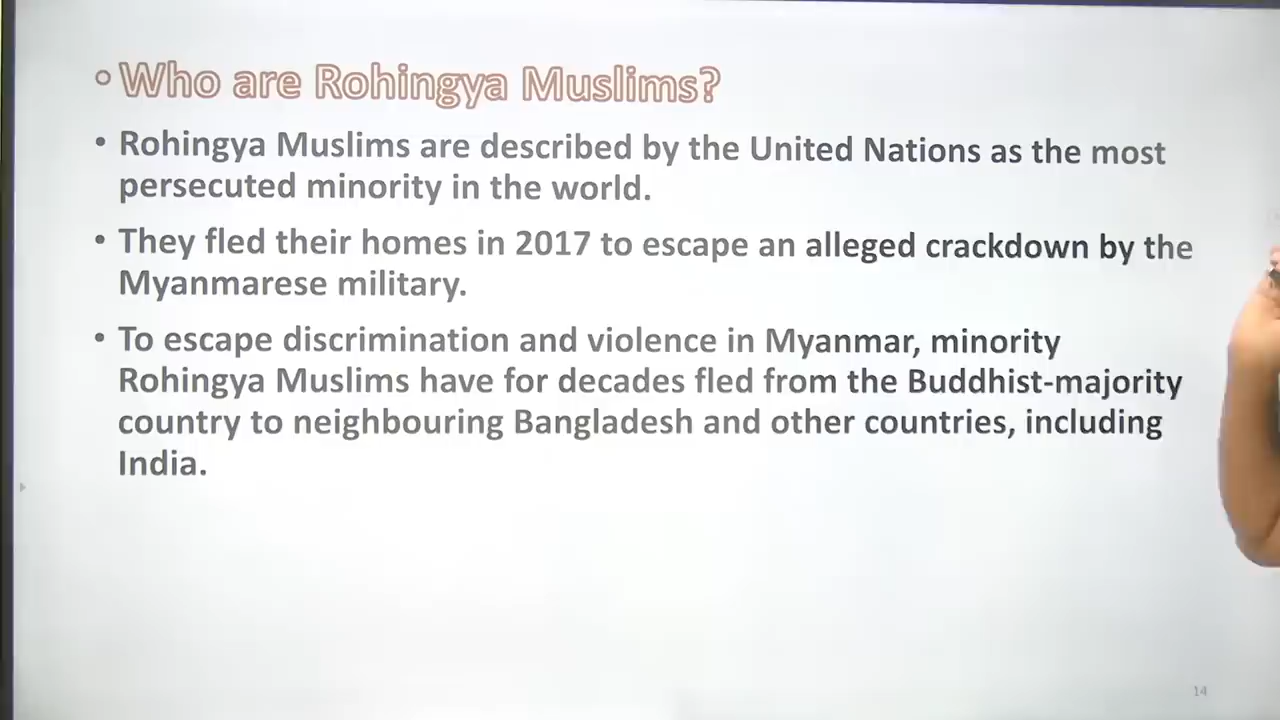 ◦ Who are Rohingya Muslims?
• Rohingya Muslims are described by the United Nations as the most
persecuted minority in the world.
• They fled their homes in 2017 to escape an alleged crackdown by the
Myanmarese military.
• To escape discrimination and violence in Myanmar, minority
Rohingya Muslims have for decades fled from the Buddhist-majority
country to neighbouring Bangladesh and other countries, including
India.
14